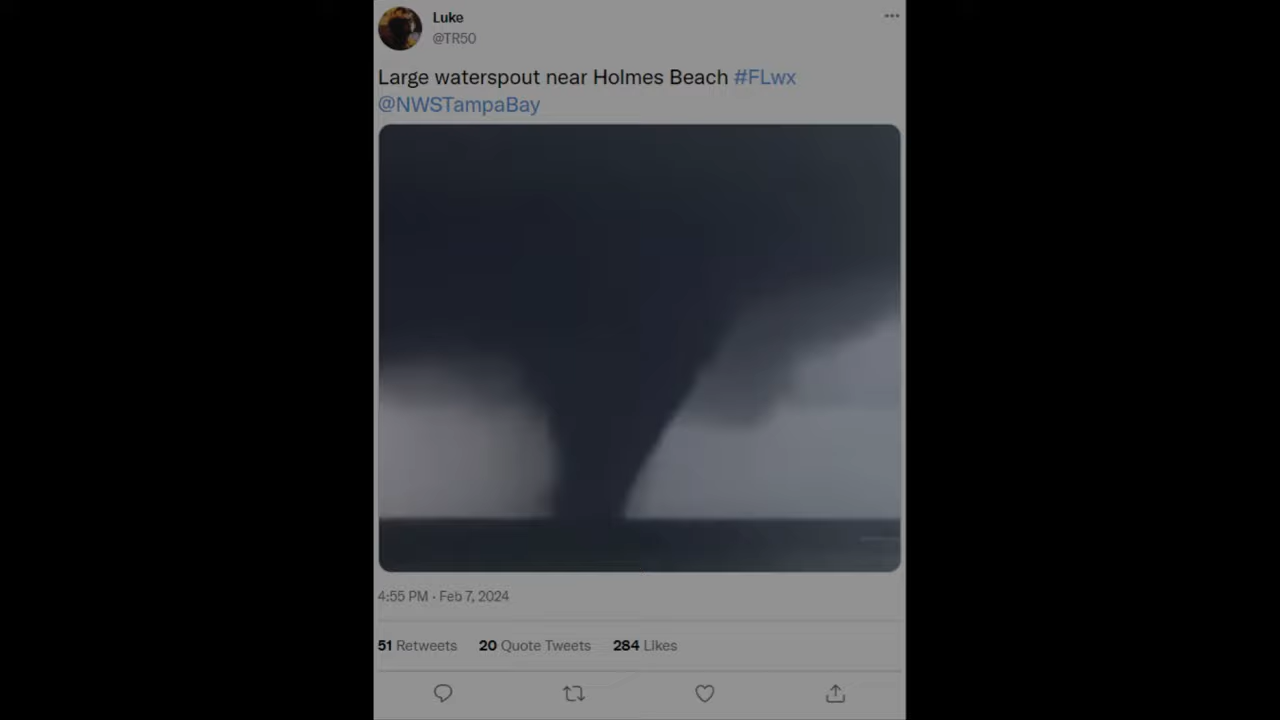 Luke
@TR50
Large waterspout near Holmes Beach #FLwx
@NWSTampaBay
4:55 PM · Feb 7, 2024
51 Retweets 20 Quote Tweets 284 Likes